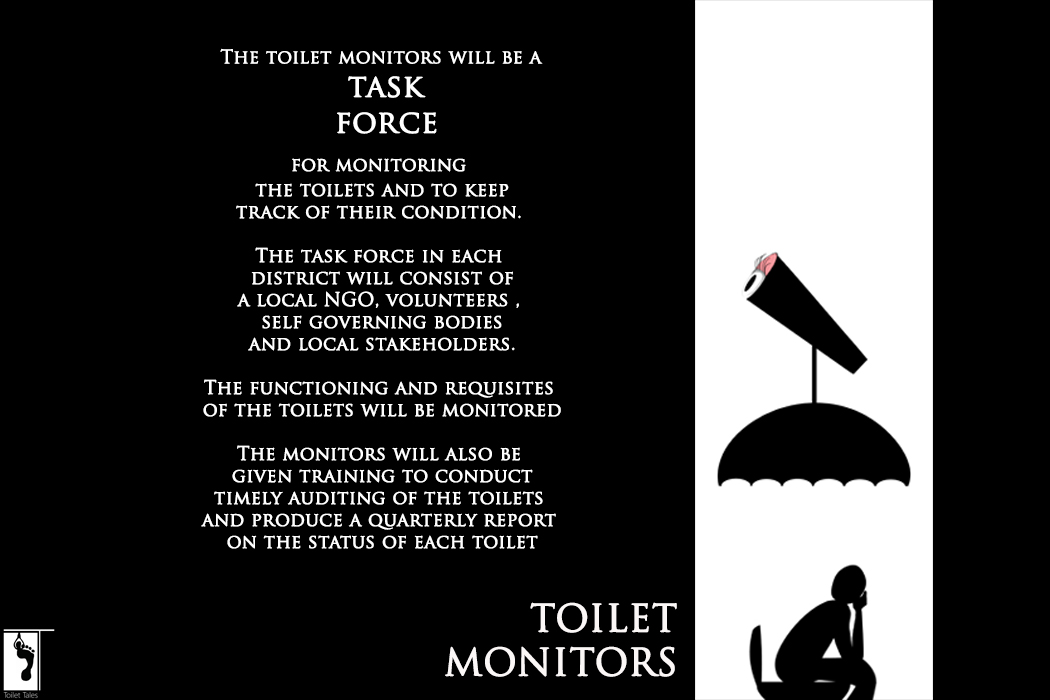 The toilet monitors will be a
TASK
FORCE
for monitoring
the toilets and to keep
track of their condition.
The task force in each
district will consist of
a local NGO, volunteers ,
self governing bodies
and local stakeholders.
The functioning and requisites
of the toilets will be monitored
The monitors will also be
given training to conduct
timely auditing of the toilets
and produce a quarterly report
on the status of each toilet
TOILET
MONITORS
Toilet Tales